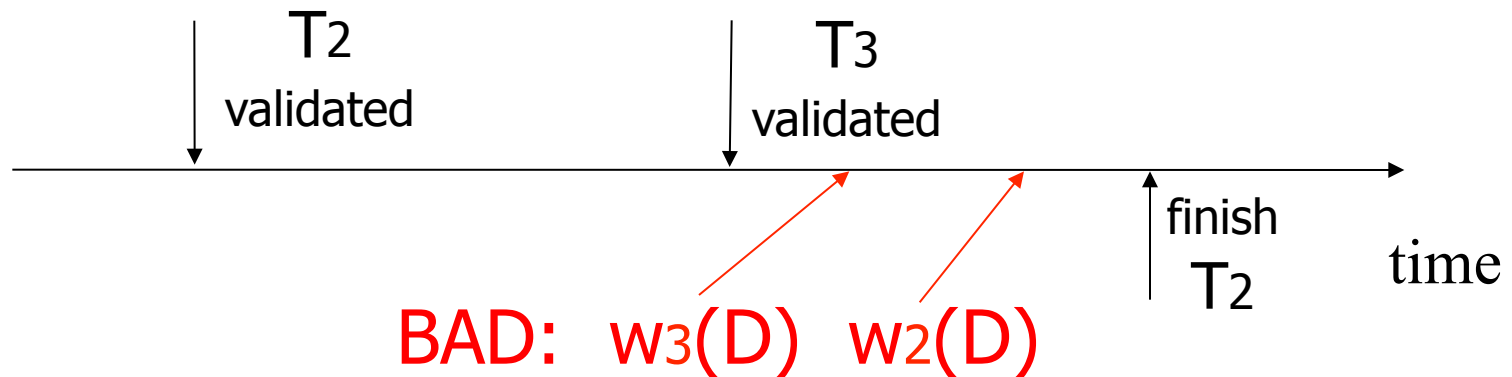 T2
validated
T3
validated
finish
T2
time
BAD: w3(D) w2(D)